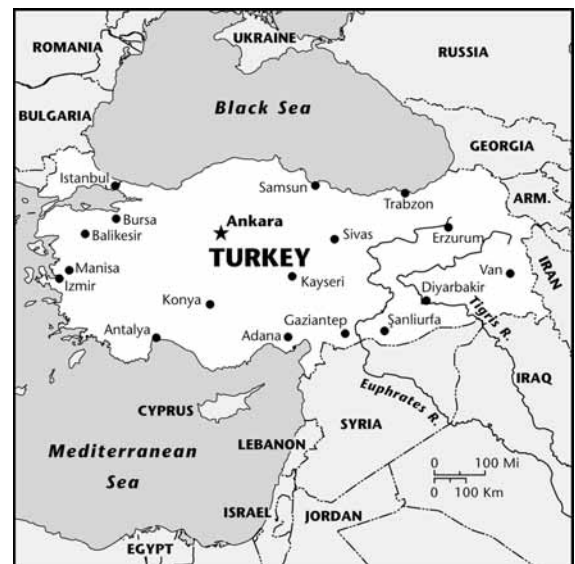 UKRAINE
ROMANIA
RUSSIA
Black Sea
BULGARIA
GEORGIA
Istanbul
Samsun
Trabzon
ARM.
Bursa
Ankara
Balikesir
Sivas
Erzurum
TURKEY
IRAN
Manisa
Kayseri
Van
Izmir
Diyarbakir
Konya
Tigris R.
Gaziantep
Şanliurfa
Antalya
Adana
IRAQ
Euphrates R.
CYPRUS
SYRIA
Mediterranean
Sea
LEBANON
0 100 Mi
0 100 Km
ISRAEL
JORDAN
EGYPT